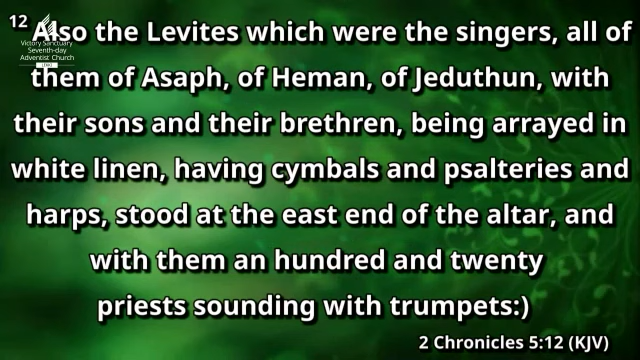 12 Also the Levites which were the singers, all of
Victory Sanctuary
Seventh-day
Adventist Church
them of Asaph, of Heman, of Jeduthun, with
their sons and their brethren, being arrayed in
white linen, having cymbals and psalteries and
harps, stood at the east end of the altar, and
with them an hundred and twenty
priests sounding with trumpets:)
2 Chronicles 5:12 (KJV)